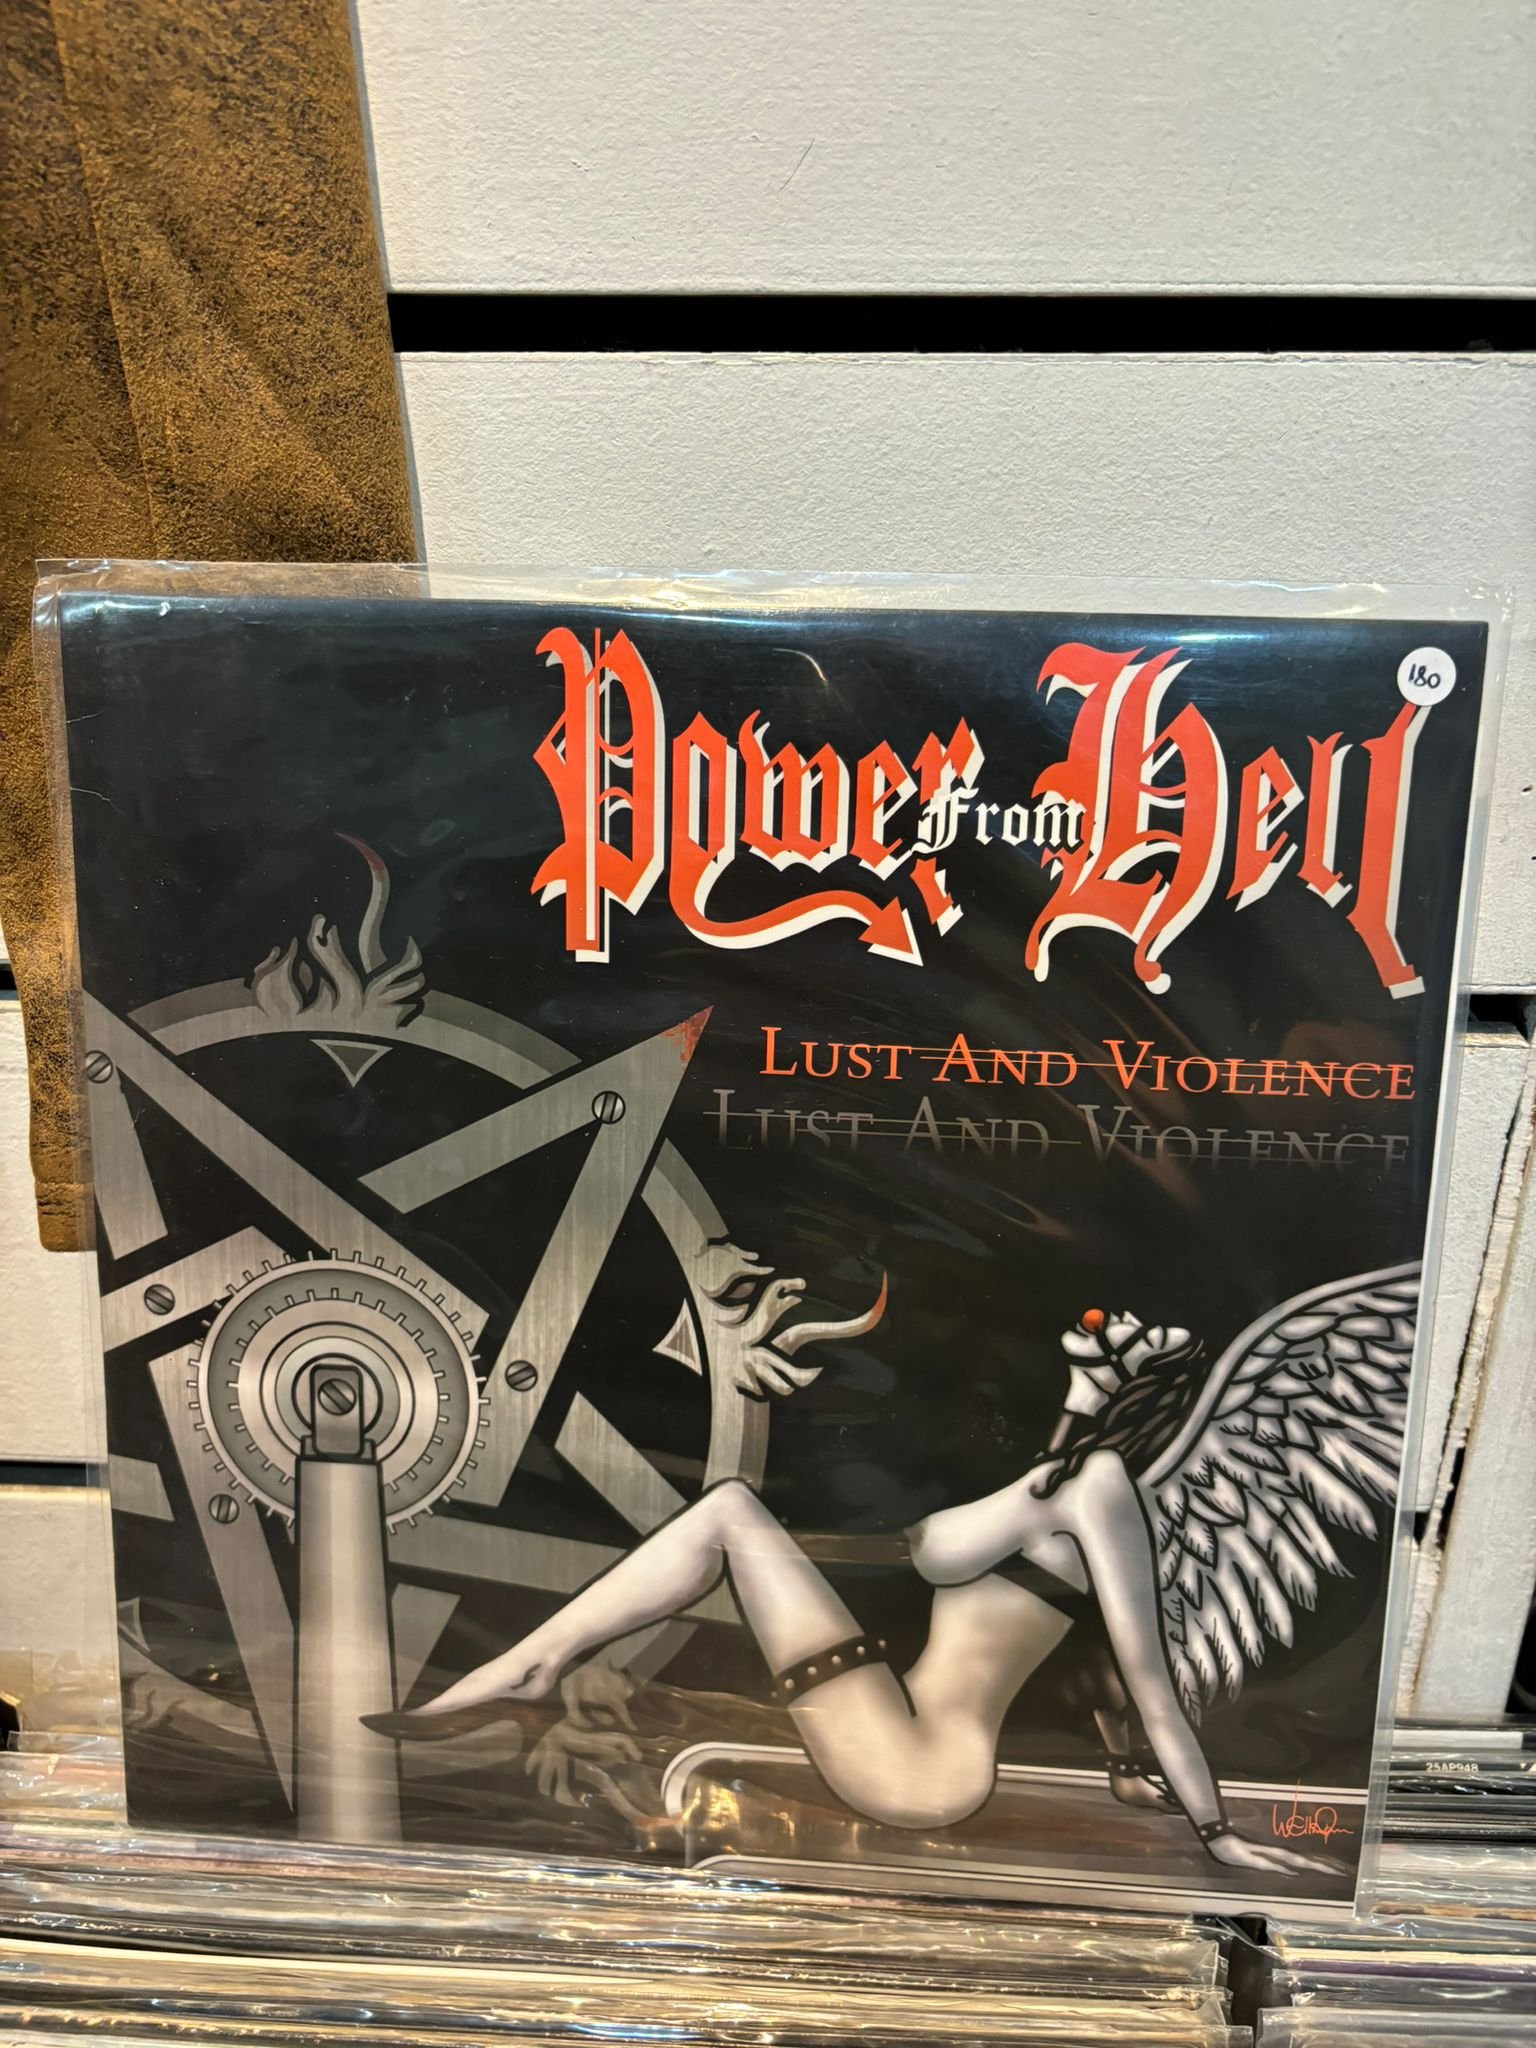 180
Power From Hell
LUST AND VIOLENCE
LUST AND VIOLENCE
25AP948